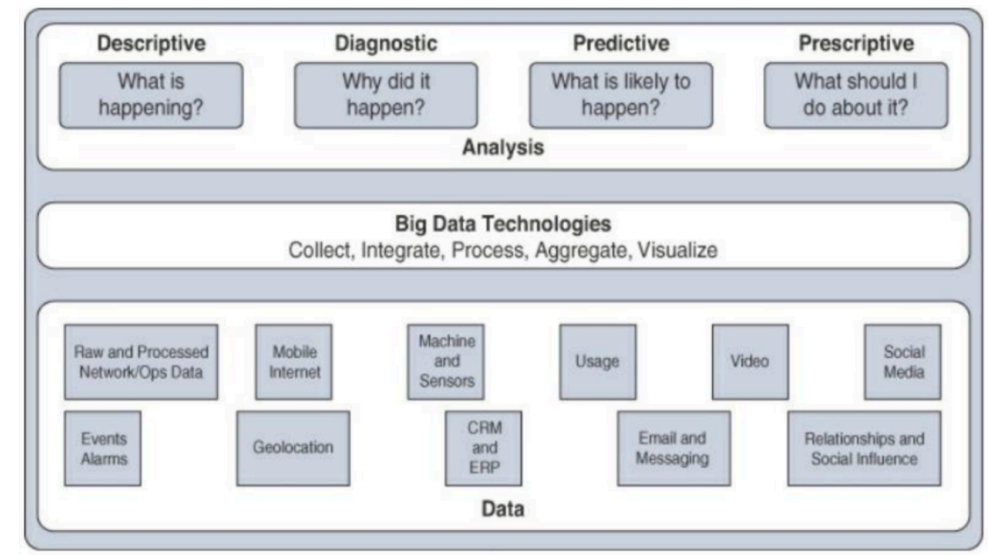 Descriptive
Diagnostic
Predictive
Prescriptive
What is
happening?
Why did it
happen?
What is likely to
happen?
What should I
do about it?
Analysis
Big Data Technologies
Collect, Integrate, Process, Aggregate, Visualize
Raw and Processed
Network/Ops Data
Mobile
Internet
Machine
and
Sensors
Usage
Video
Social
Media
Events
Alarms
Geolocation
CRM
and
ERP
Email and
Messaging
Relationships and
Social Influence
Data